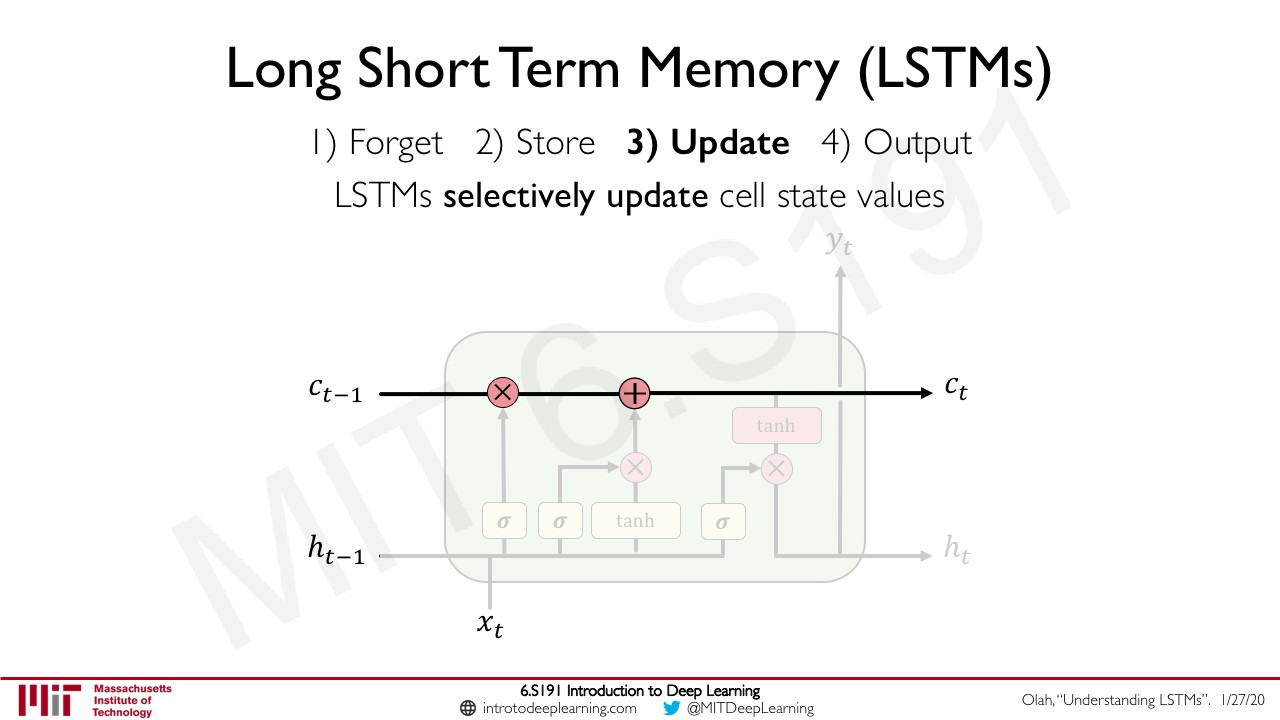 Long Short Term Memory (LSTMs)
1) Forget 2) Store 3) Update 4) Output
LSTMs selectively update cell state values
MIT 6.S191
y_t
c_{t−1} × + c_t
tanh
× ×
σ σ tanh σ
h_{t−1} h_t
x_t
Massachusetts
Institute of
Technology
6.S191 Introduction to Deep Learning
introtodeeplearning.com @MITDeepLearning
Olah, “Understanding LSTMs”. 1/27/20